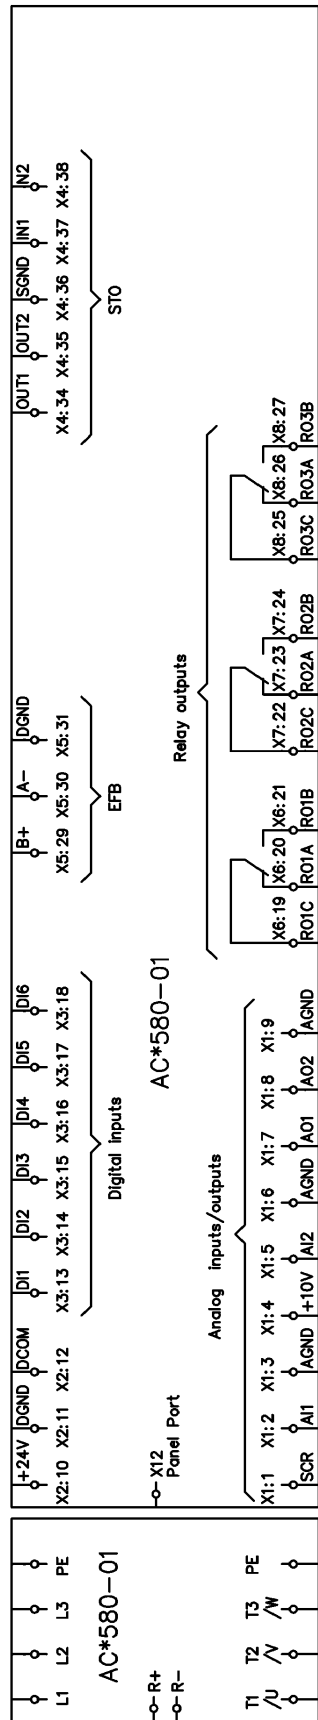 L1 L2 L3 PE
AC*580-01
R+
R-
T1 T2 T3 PE
/U /V /W
+24V DGND DCOM DI1 DI2 DI3 DI4 DI5 DI6 B+ A- DGND OUT1 OUT2 SGND IN1 IN2
X2:10 X2:11 X2:12 X3:13 X3:14 X3:15 X3:16 X3:17 X3:18 X5:29 X5:30 X5:31 X4:34 X4:35 X4:36 X4:37 X4:38
Digital inputs
EFB
STO
X12
Panel Port
AC*580-01
Analog inputs/outputs
Relay outputs
X1:1 X1:2 X1:3 X1:4 X1:5 X1:6 X1:7 X1:8 X1:9 X6:19 X6:20 X6:21 X7:22 X7:23 X7:24 X8:25 X8:26 X8:27
SCR AI1 AGND +10V AI2 AGND AO1 AO2 AGND RO1C RO1A RO1B RO2C RO2A RO2B RO3C RO3A RO3B